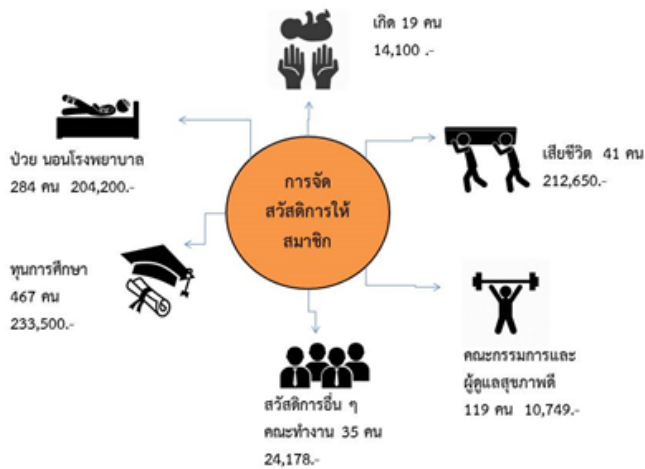 เกิด 19 คน
14,100 .-
ป่วย นอนโรงพยาบาล
284 คน 204,200.-
เสียชีวิต 41 คน
212,650.-
การจัด
สวัสดิการให้
สมาชิก
ทุนการศึกษา
467 คน
233,500.-
คณะกรรมการและ
ผู้ดูแลสุขภาพดี
119 คน 10,749.-
สวัสดิการอื่น ๆ
คณะทำงาน 35 คน
24,178.-